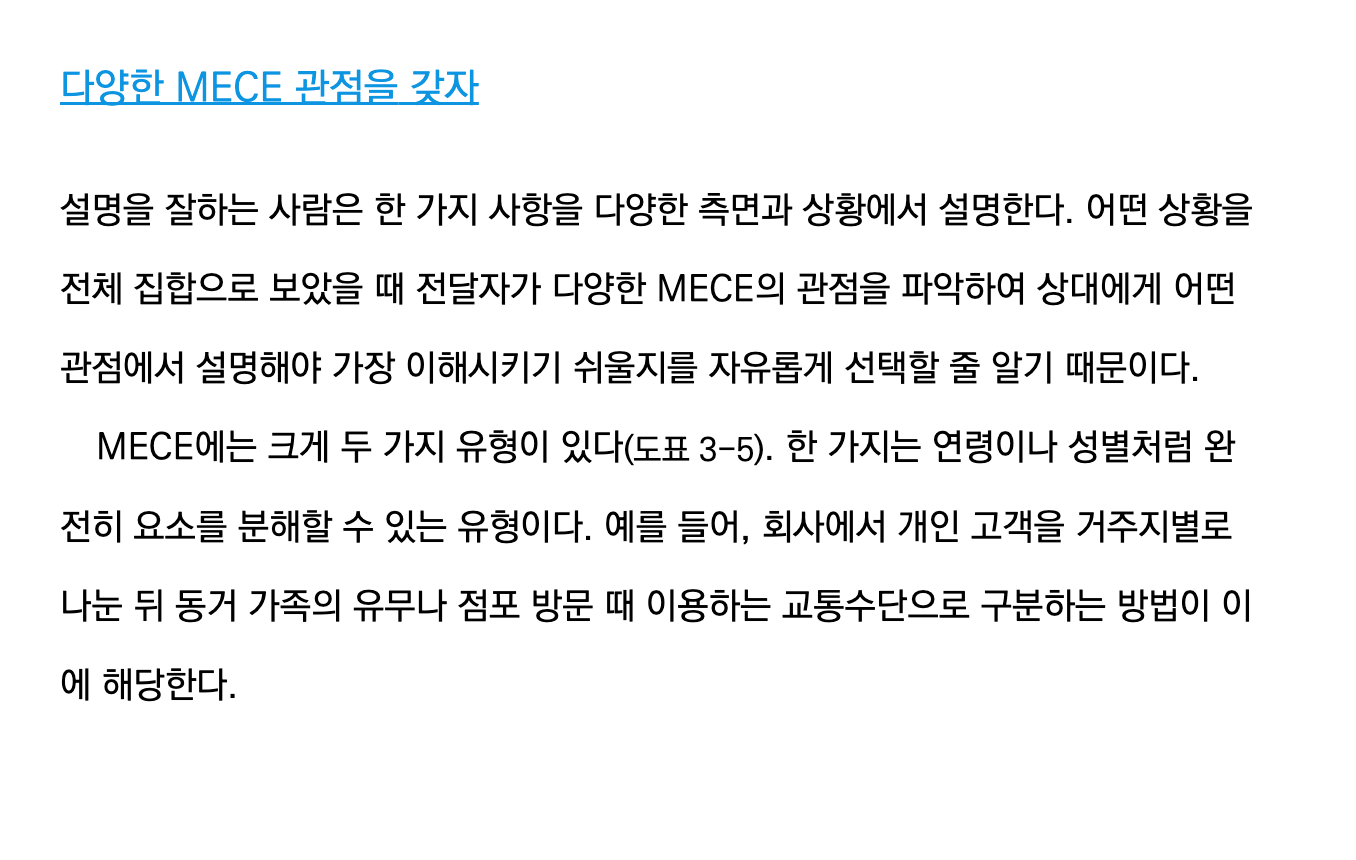 다양한 MECE 관점을 갖자
설명을 잘하는 사람은 한 가지 사항을 다양한 측면과 상황에서 설명한다. 어떤 상황을
전체 집합으로 보았을 때 전달자가 다양한 MECE의 관점을 파악하여 상대에게 어떤
관점에서 설명해야 가장 이해시키기 쉬울지를 자유롭게 선택할 줄 알기 때문이다.
MECE에는 크게 두 가지 유형이 있다(도표 3-5). 한 가지는 연령이나 성별처럼 완
전히 요소를 분해할 수 있는 유형이다. 예를 들어, 회사에서 개인 고객을 거주지별로
나눈 뒤 동거 가족의 유무나 점포 방문 때 이용하는 교통수단으로 구분하는 방법이 이
에 해당한다.